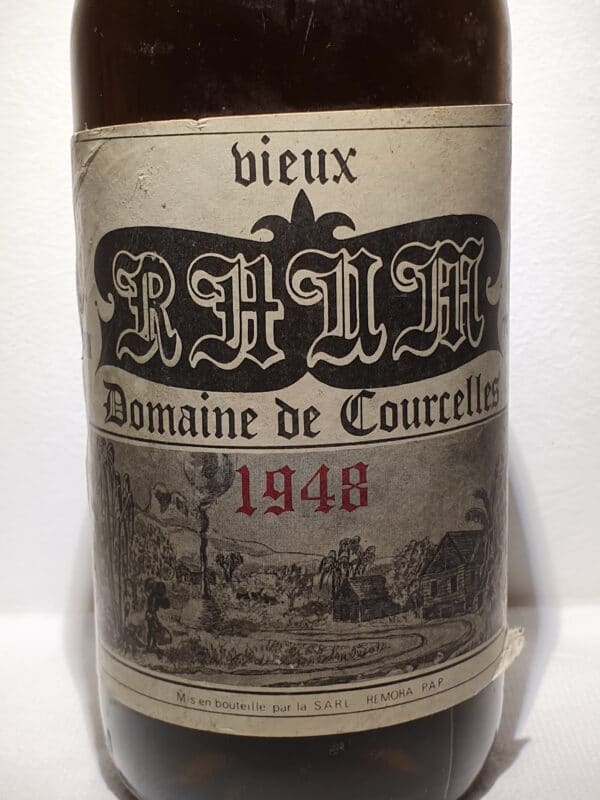 vieux
RHUM
Domaine de Courcelles
1948
Mis en bouteille par la S.A.R.L. REMORA P.A.P.